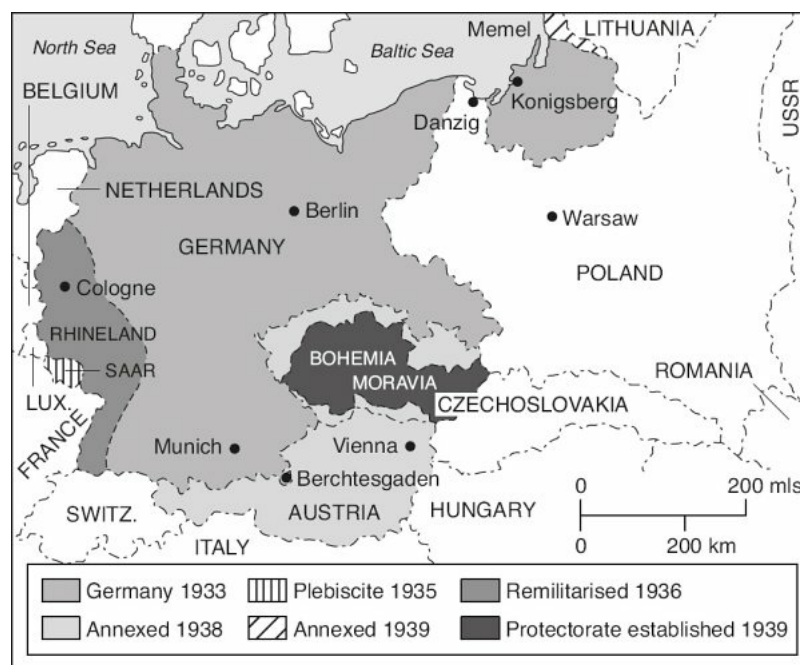 North Sea
Baltic Sea
Memel
LITHUANIA
BELGIUM
Konigsberg
USSR
Danzig
NETHERLANDS
Berlin
Warsaw
GERMANY
POLAND
Cologne
RHINELAND
BOHEMIA
SAAR
MORAVIA
ROMANIA
LUX.
CZECHOSLOVAKIA
FRANCE
Munich
Vienna
Berchtesgaden
0 200 mls
SWITZ.
AUSTRIA
HUNGARY
ITALY
0 200 km
Germany 1933 Plebiscite 1935 Remilitarised 1936
Annexed 1938 Annexed 1939 Protectorate established 1939